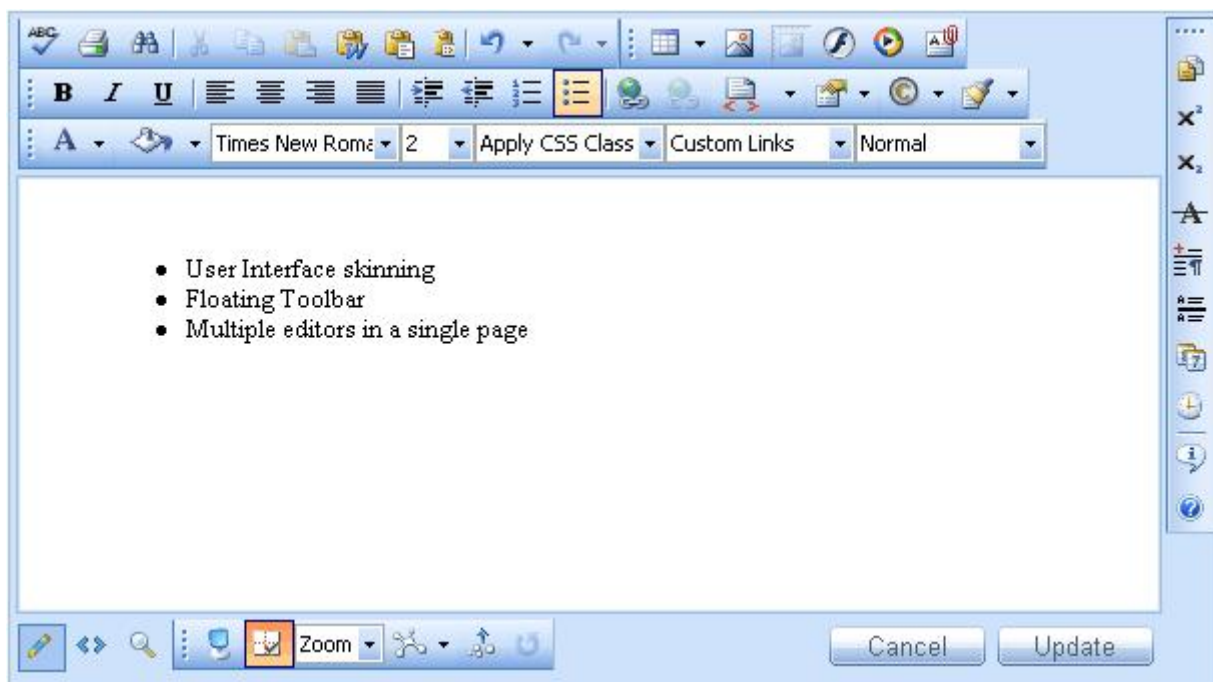 ABC
B I U
A Times New Roma 2 Apply CSS Class Custom Links Normal
User Interface skinning
Floating Toolbar
Multiple editors in a single page
Zoom Cancel Update